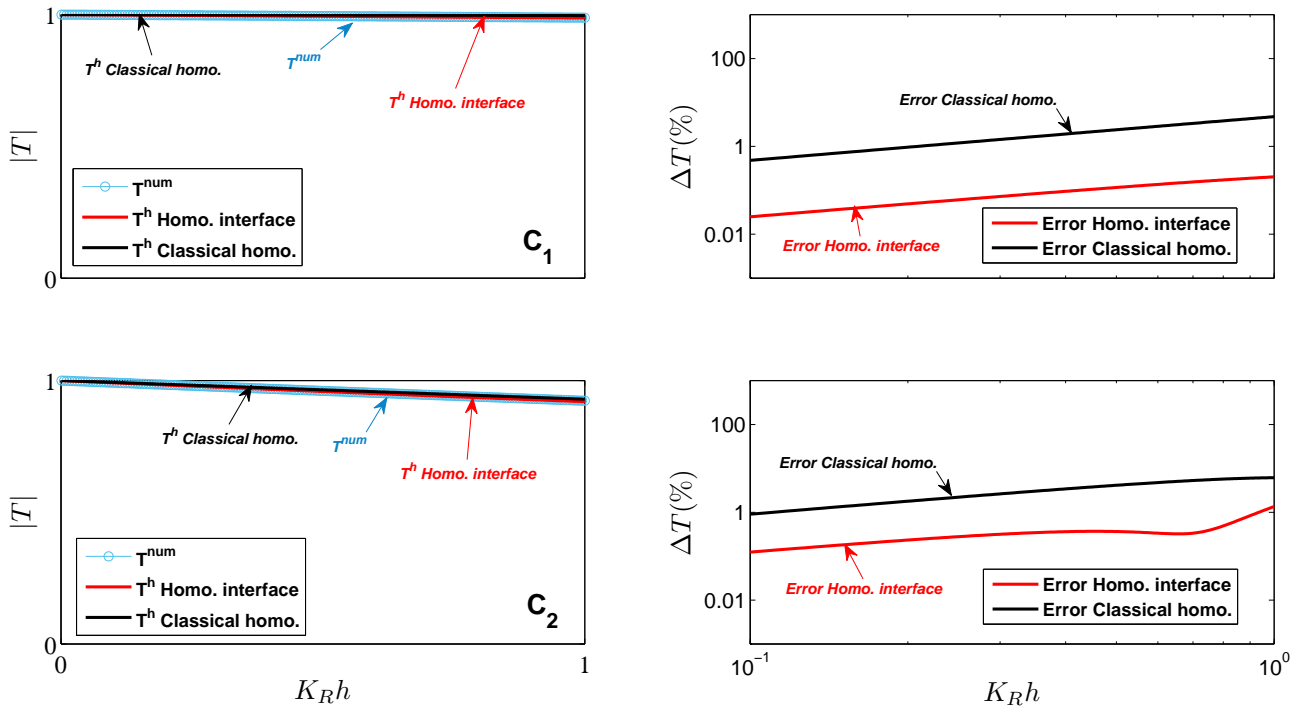 1
T^h Classical homo.
T^num
T^h Homo. interface
|T|
T^num
T^h Homo. interface
T^h Classical homo.
C_1
0
100
1
0.01
ΔT(%)
Error Classical homo.
Error Homo. interface
Error Homo. interface
Error Classical homo.
1
T^h Classical homo.
T^num
T^h Homo. interface
|T|
T^num
T^h Homo. interface
T^h Classical homo.
C_2
0
0
1
K_R h
100
1
0.01
ΔT(%)
Error Classical homo.
Error Homo. interface
Error Homo. interface
Error Classical homo.
10^−1
10^0
K_R h